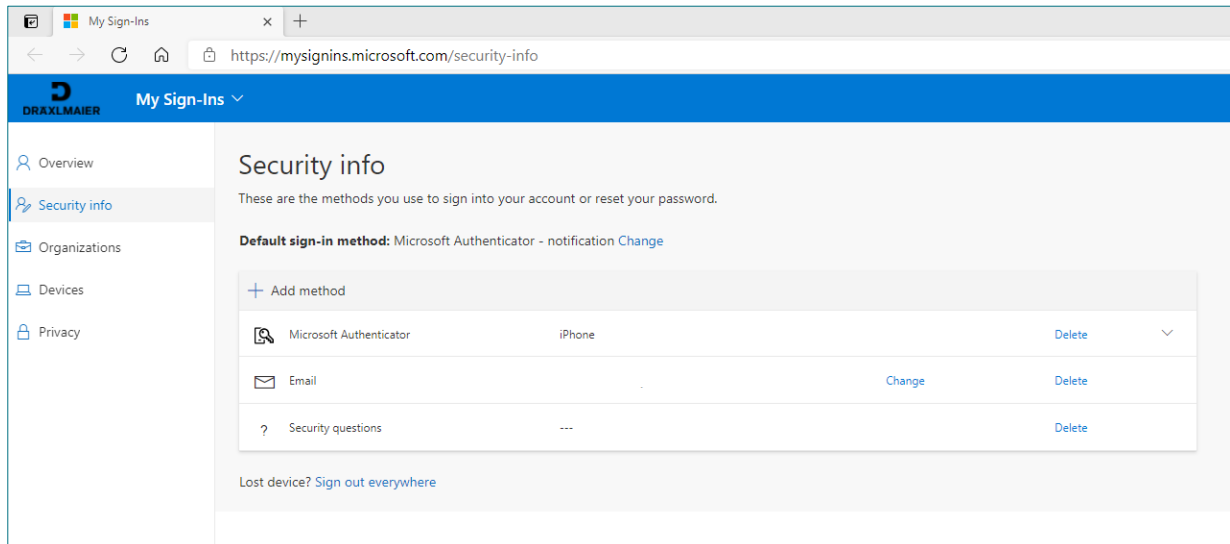 My Sign-Ins
https://mysignins.microsoft.com/security-info
DRÄXLMAIER
My Sign-Ins
Overview
Security info
Organizations
Devices
Privacy
Security info
These are the methods you use to sign into your account or reset your password.
Default sign-in method: Microsoft Authenticator - notification Change
Add method
Microsoft Authenticator iPhone Delete
Email Change Delete
? Security questions --- Delete
Lost device? Sign out everywhere